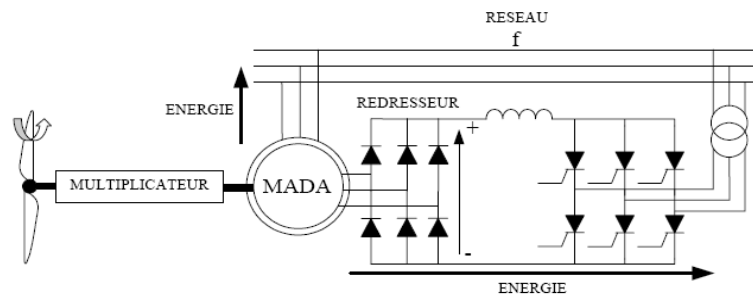 RESEAU
f
ENERGIE
REDRESSEUR
+
MULTIPLICATEUR
MADA
-
ENERGIE